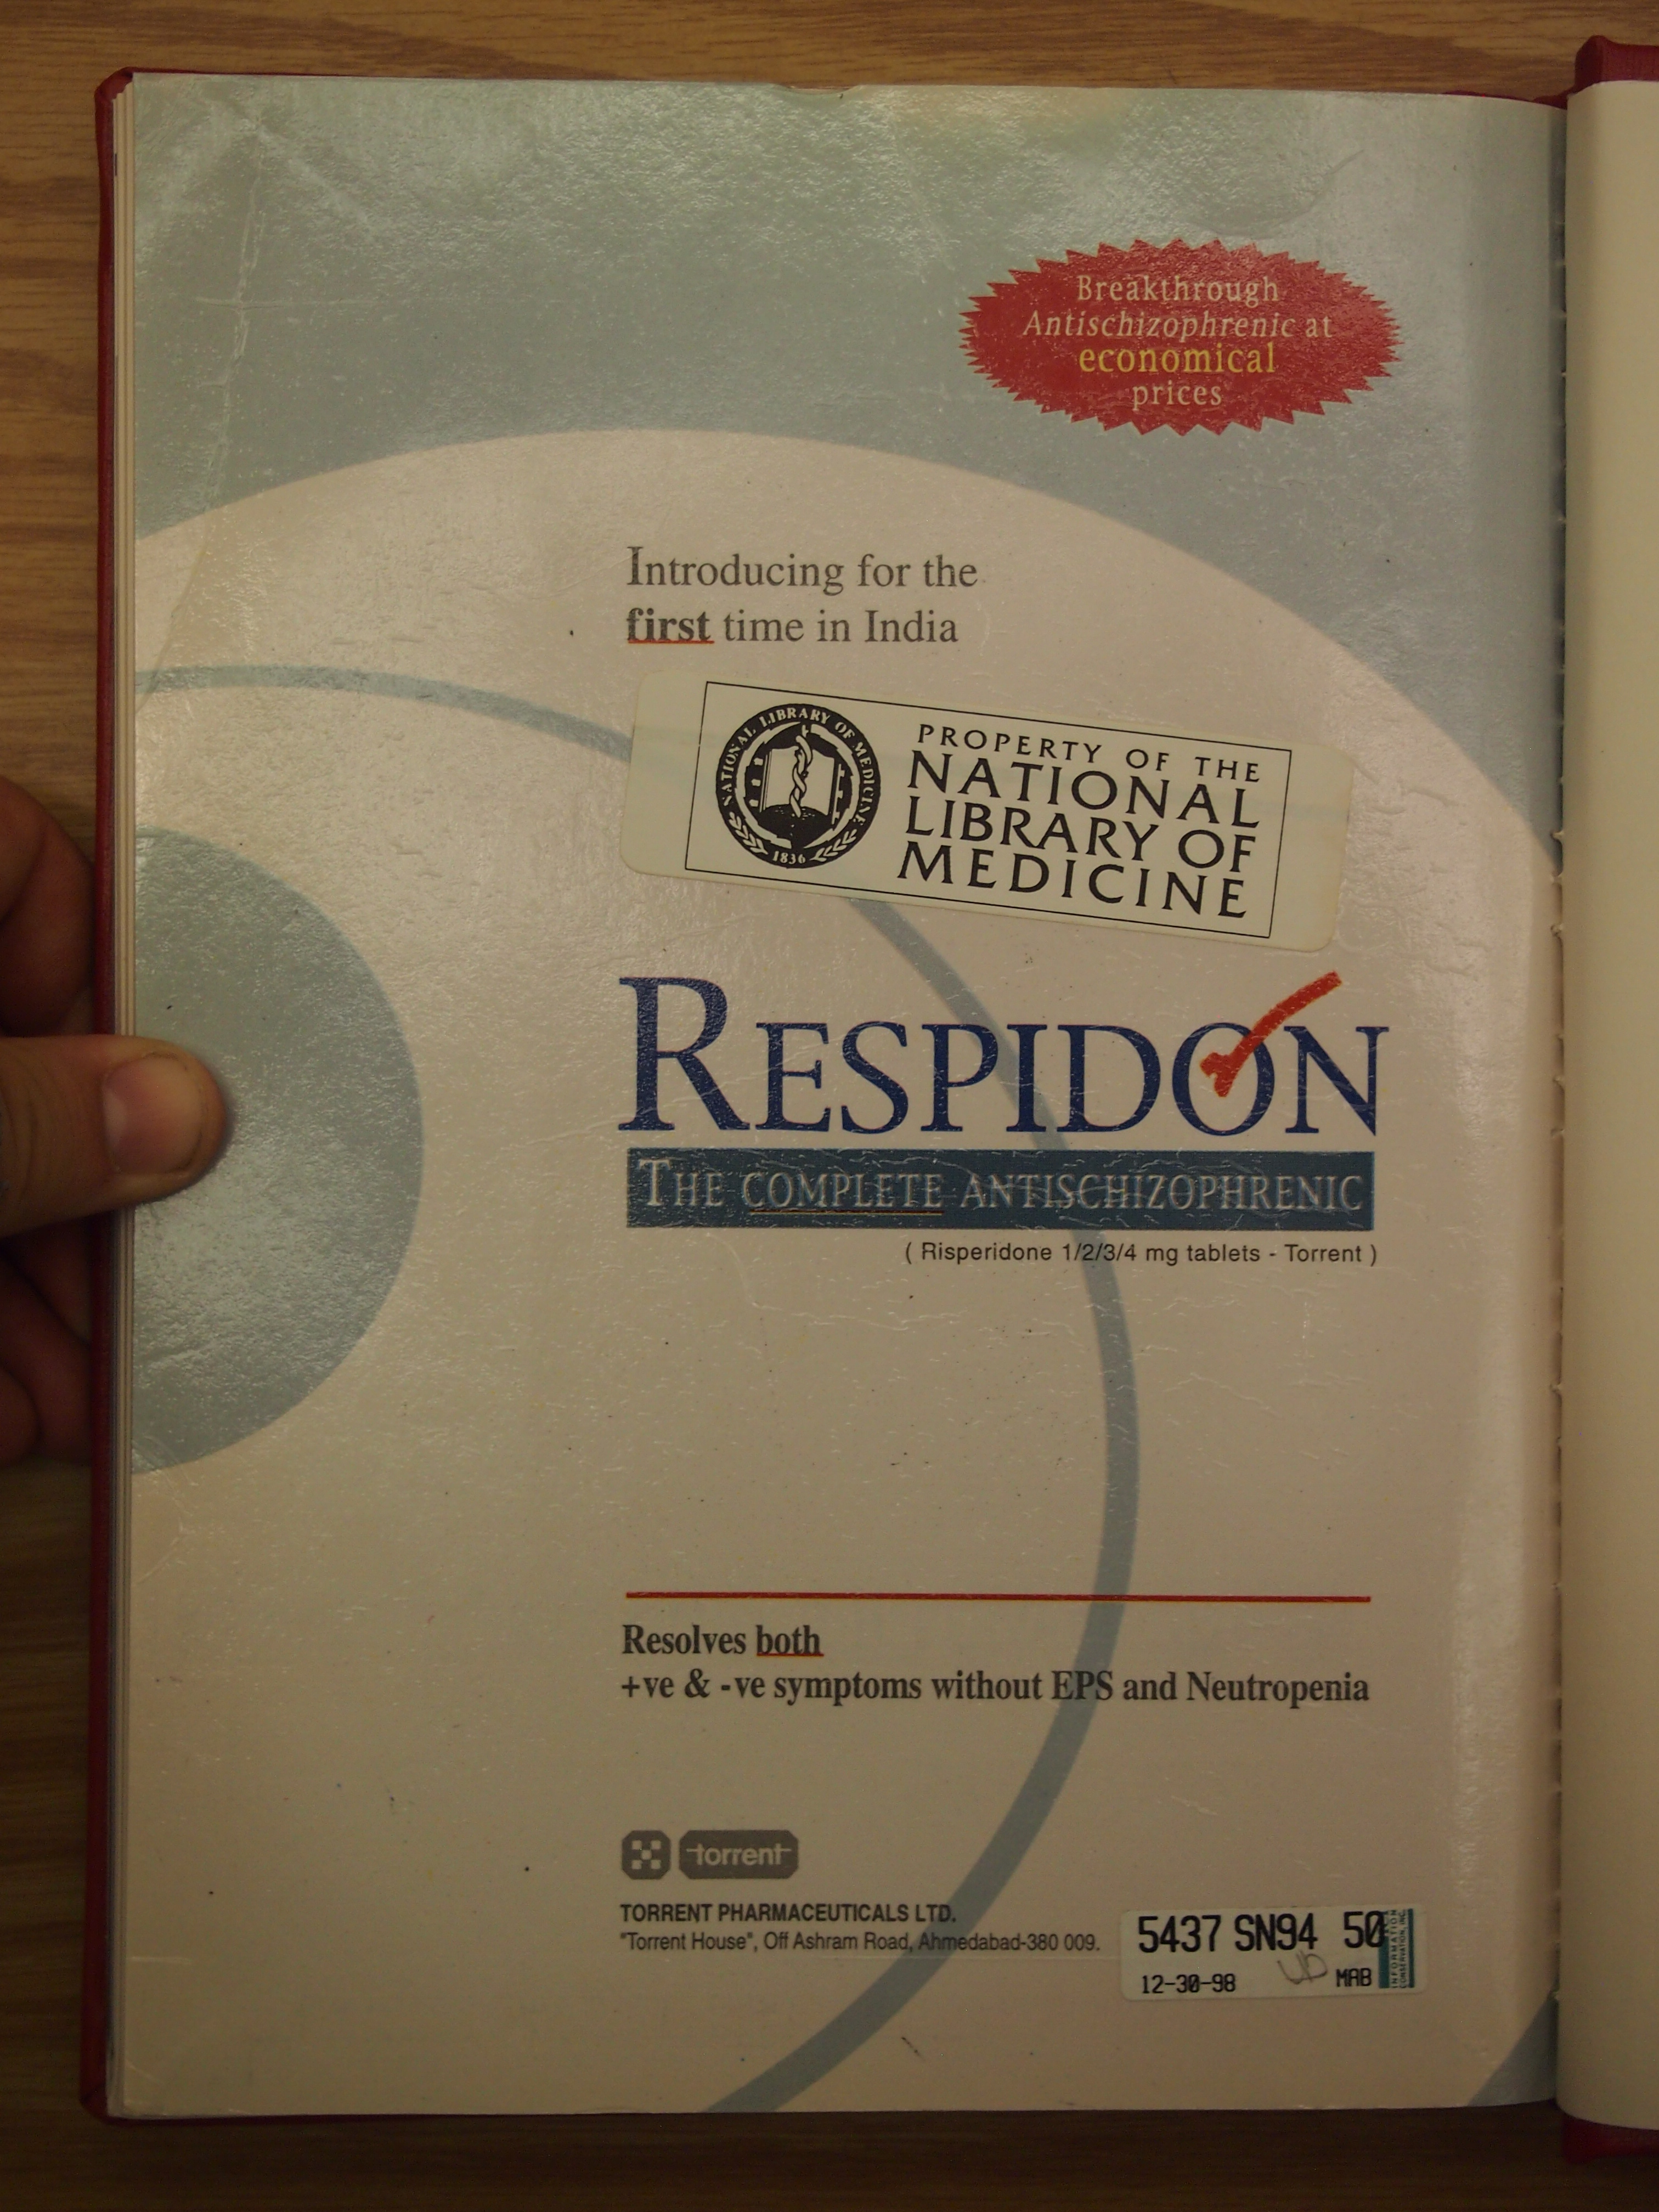 Breakthrough
Antischizophrenic at
economical
prices
Introducing for the
first time in India
NATIONAL LIBRARY OF MEDICINE
1836
PROPERTY OF THE
NATIONAL
LIBRARY OF
MEDICINE
RESPIDON
THE COMPLETE ANTISCHIZOPHRENIC
( Risperidone 1/2/3/4 mg tablets - Torrent )
Resolves both
+ve & -ve symptoms without EPS and Neutropenia
torrent
TORRENT PHARMACEUTICALS LTD.
"Torrent House", Off Ashram Road, Ahmedabad-380 009.
5437 SN94 50
12-30-98 MAB
INFORMATION
CONSERVATION, INC.